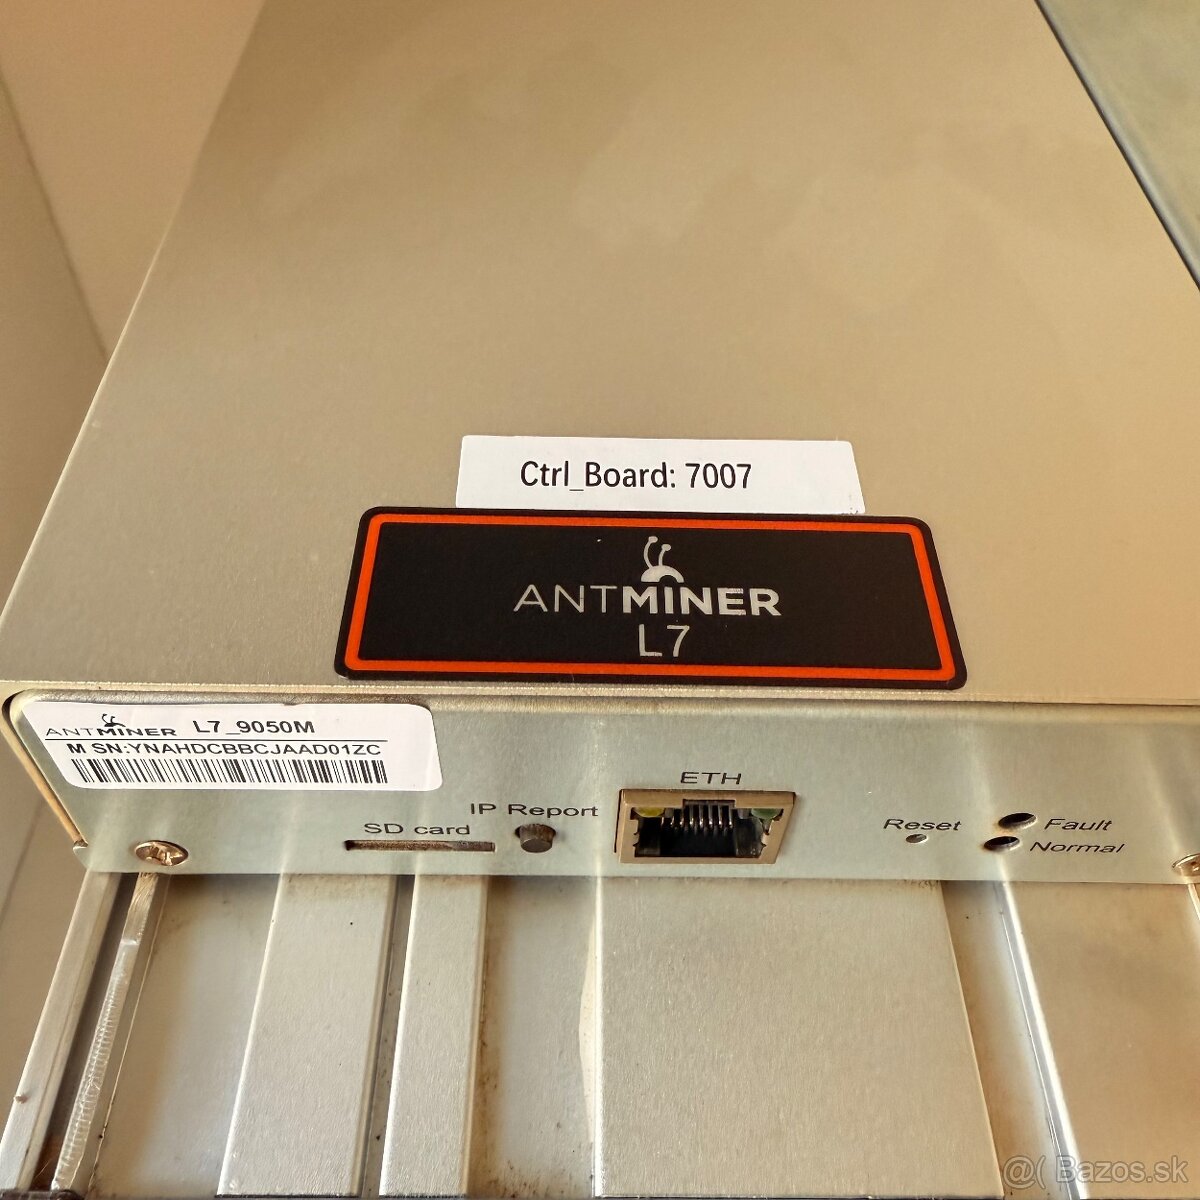 Ctrl_Board: 7007
ANTMINER
L7
ANTMINER L7_9050M
M SN:YNAHDCBBCJAAD01ZC
ETH
IP Report
SD card
Reset
Fault
Normal
@( Bazos.sk